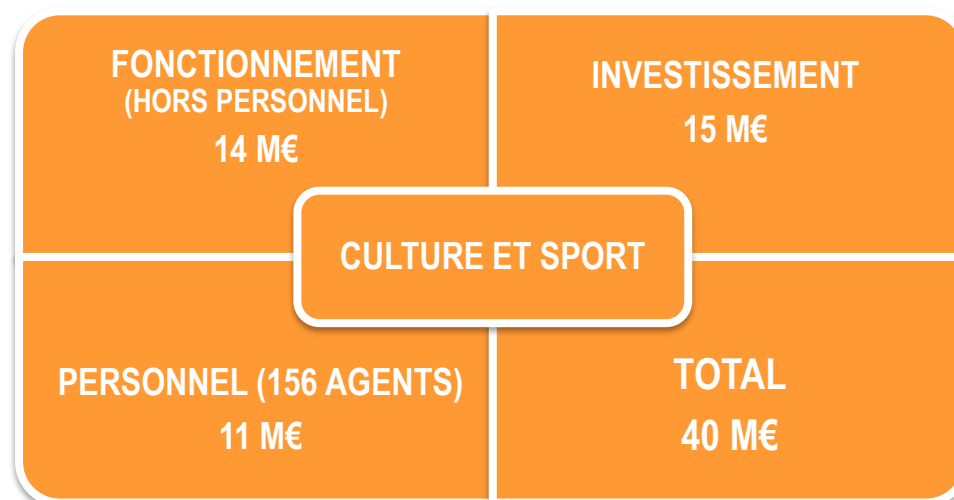 FONCTIONNEMENT
(HORS PERSONNEL)
14 M€
INVESTISSEMENT
15 M€
CULTURE ET SPORT
PERSONNEL (156 AGENTS)
11 M€
TOTAL
40 M€